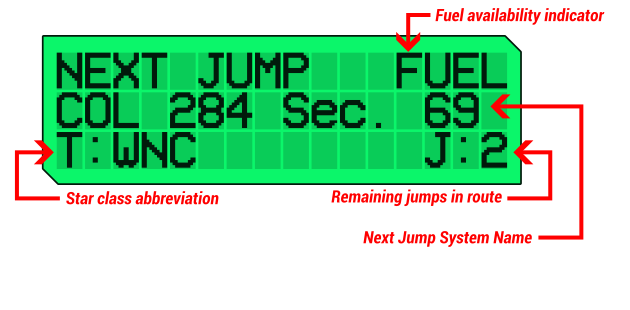 Fuel availability indicator
NEXT JUMP FUEL
COL 284 Sec. 69
T:WNC J:2
Star class abbreviation
Remaining jumps in route
Next Jump System Name